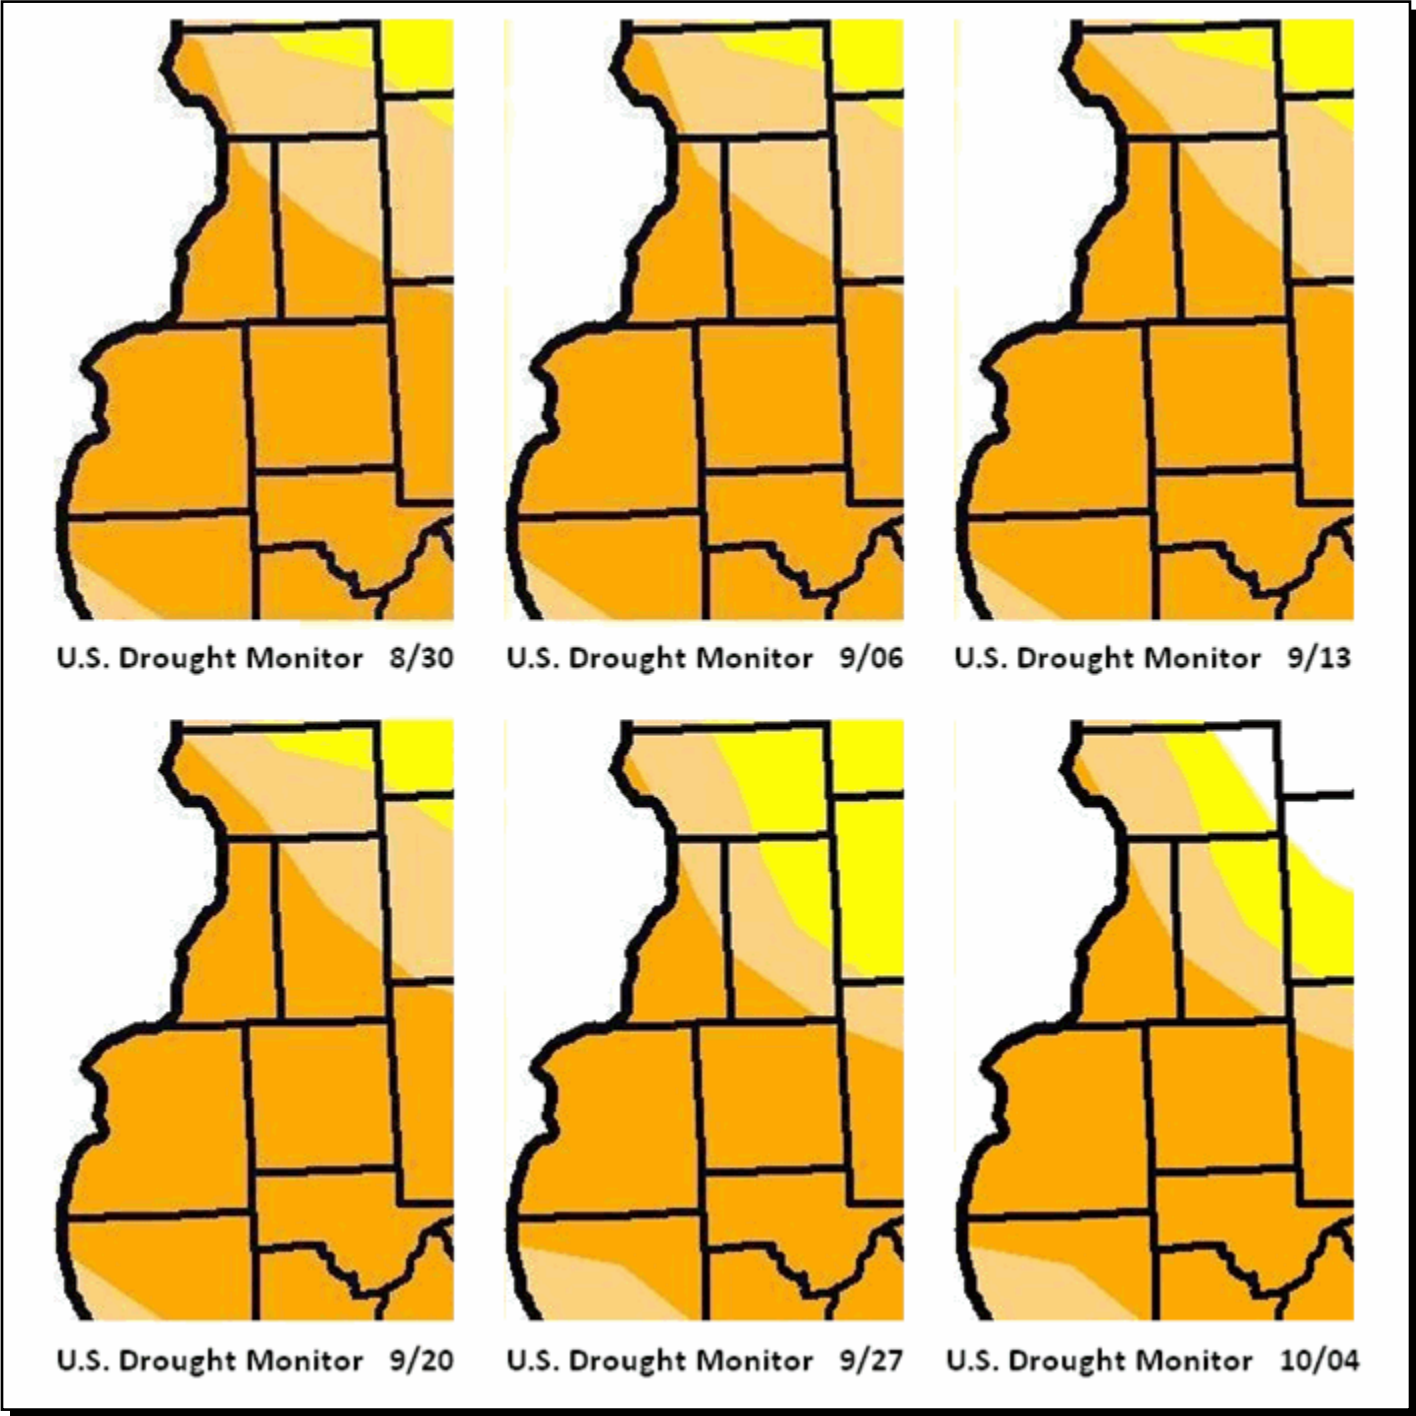 U.S. Drought Monitor 8/30
U.S. Drought Monitor 9/06
U.S. Drought Monitor 9/13
U.S. Drought Monitor 9/20
U.S. Drought Monitor 9/27
U.S. Drought Monitor 10/04